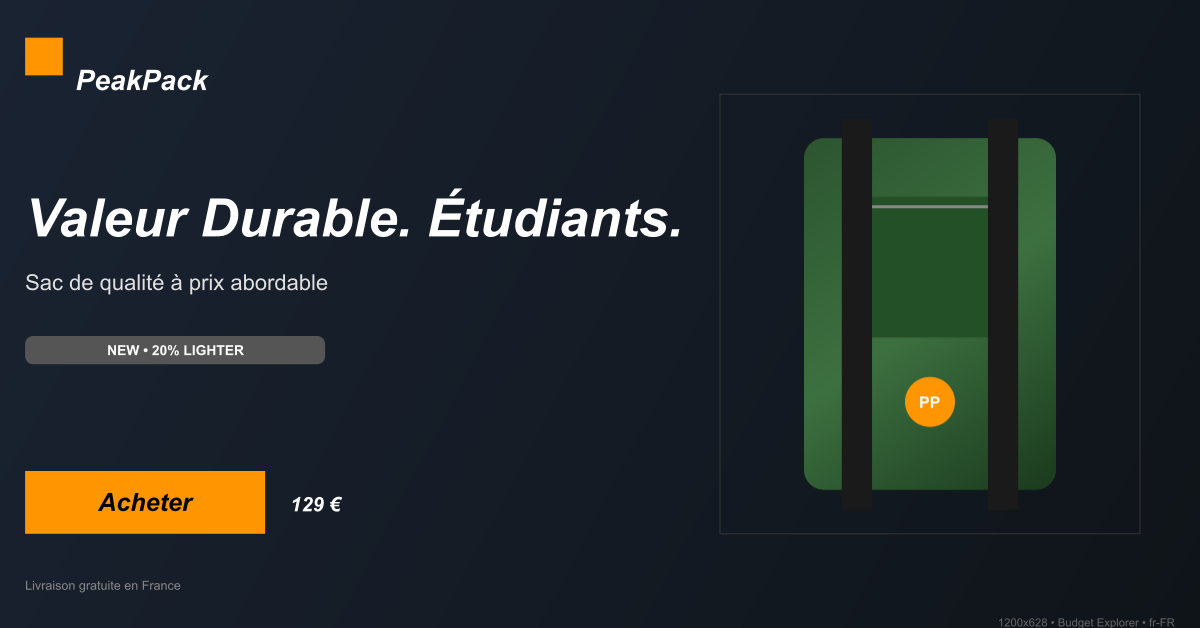 PeakPack
Valeur Durable. Étudiants.
Sac de qualité à prix abordable
NEW • 20% LIGHTER
PP
Acheter
129 €
Livraison gratuite en France
1200x628 • Budget Explorer • fr-FR